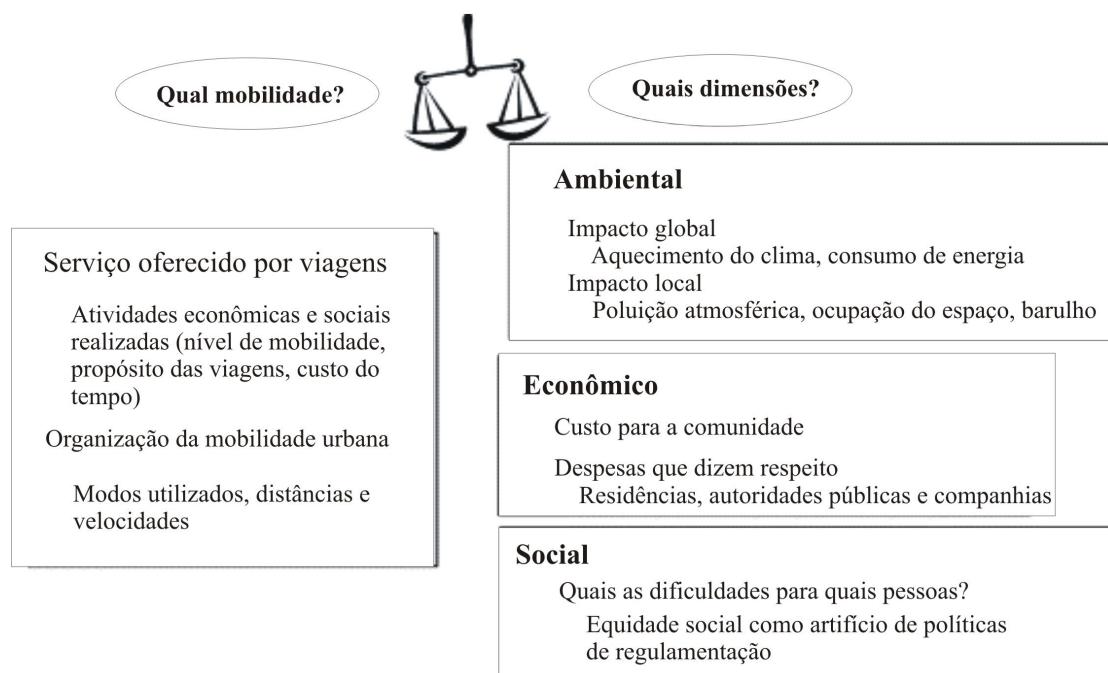 Qual mobilidade?
Quais dimensões?
Serviço oferecido por viagens
Atividades econômicas e sociais
realizadas (nível de mobilidade,
propósito das viagens, custo do
tempo)
Organização da mobilidade urbana
Modos utilizados, distâncias e
velocidades
Ambiental
Impacto global
Aquecimento do clima, consumo de energia
Impacto local
Poluição atmosférica, ocupação do espaço, barulho
Econômico
Custo para a comunidade
Despesas que dizem respeito
Residências, autoridades públicas e companhias
Social
Quais as dificuldades para quais pessoas?
Equidade social como artifício de políticas
de regulamentação